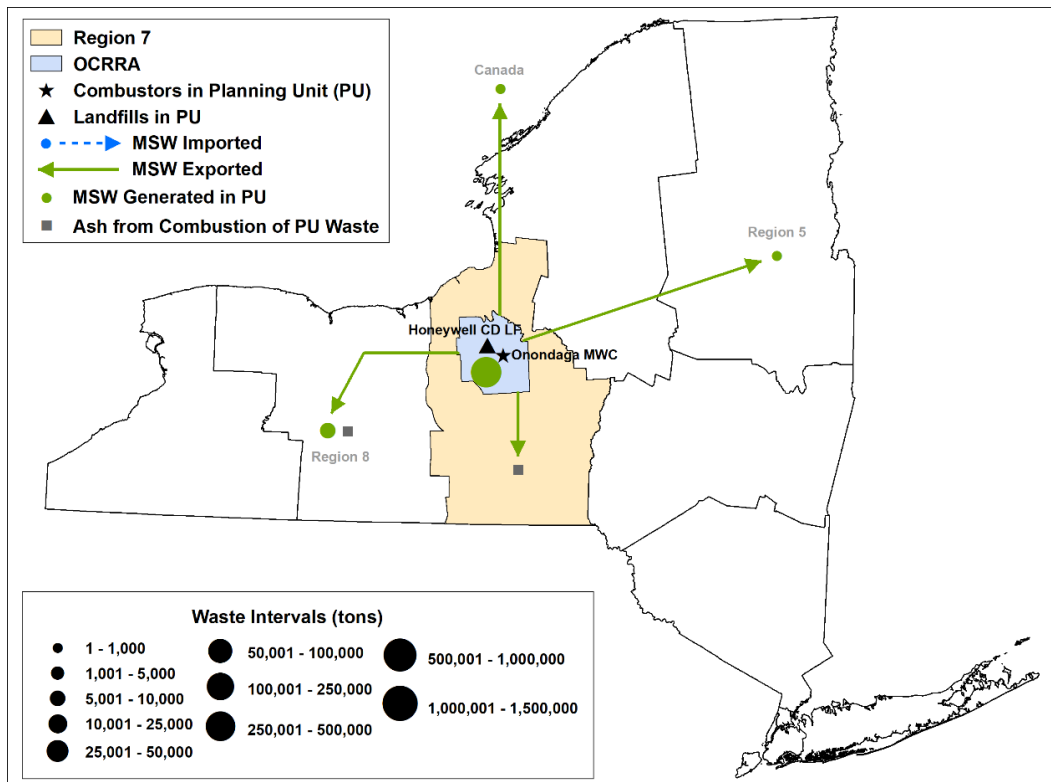 Region 7
OCRRA
Combustors in Planning Unit (PU)
Landfills in PU
MSW Imported
MSW Exported
MSW Generated in PU
Ash from Combustion of PU Waste
Canada
Region 5
Honeywell CD LF
Onondaga MWC
Region 8
Waste Intervals (tons)
1 - 1,000
1,001 - 5,000
5,001 - 10,000
10,001 - 25,000
25,001 - 50,000
50,001 - 100,000
100,001 - 250,000
250,001 - 500,000
500,001 - 1,000,000
1,000,001 - 1,500,000